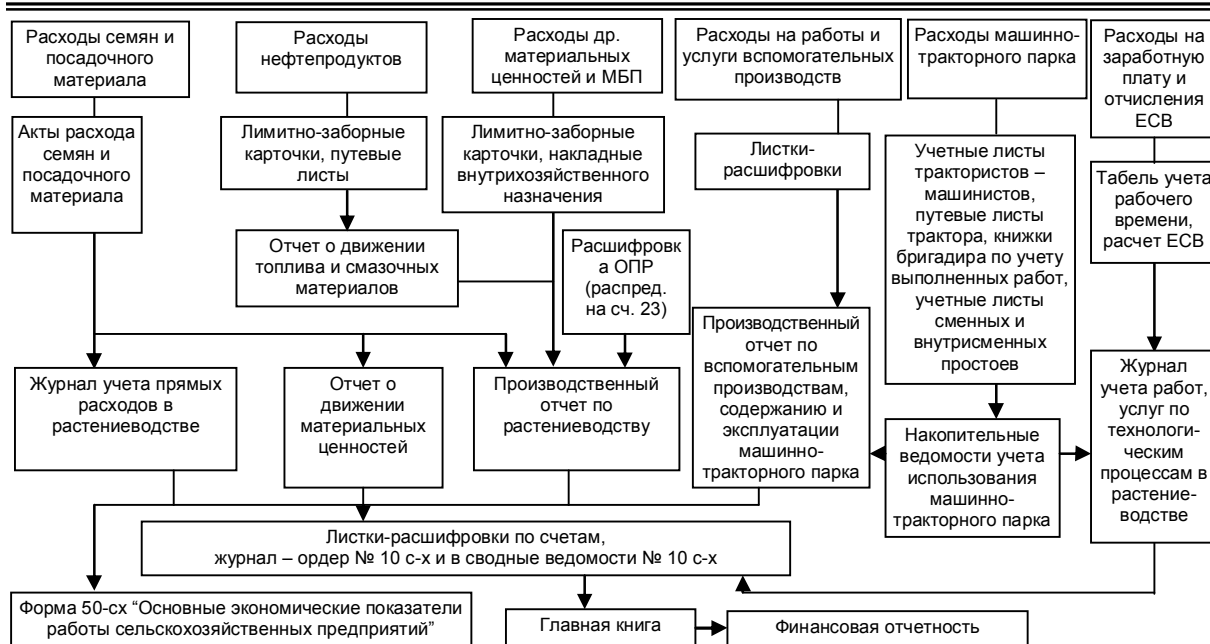 Расходы семян и
посадочного
материала
Расходы
нефтепродуктов
Расходы др.
материальных
ценностей и МБП
Расходы на работы и
услуги вспомогательных
производств
Расходы машинно-
тракторного парка
Расходы на
заработную
плату и
отчисления
ЕСВ
Акты расхода
семян и
посадочного
материала
Лимитно-заборные
карточки, путевые
листы
Лимитно-заборные
карточки, накладные
внутрихозяйственного
назначения
Листки-
расшифровки
Учетные листы
трактористов –
машинистов,
путевые листы
трактора, книжки
бригадира по учету
выполненных работ,
учетные листы
сменных и
внутрисменных
простоев
Табель учета
рабочего
времени,
расчет ЕСВ
Отчет о движении
топлива и смазочных
материалов
Расшифровк
а ОПР
(распред.
на сч. 23)
Журнал учета прямых
расходов в
растениеводстве
Отчет о
движении
материальных
ценностей
Производственный
отчет по
растениеводству
Производственный
отчет по
вспомогательным
производствам,
содержанию и
эксплуатации
машинно-
тракторного парка
Накопительные
ведомости учета
использования
машинно-
тракторного парка
Журнал
учета работ,
услуг по
технологи-
ческим
процессам в
растение-
водстве
Листки-расшифровки по счетам,
журнал – ордер № 10 с-х и в сводные ведомости № 10 с-х
Форма 50-сх “Основные экономические показатели
работы сельскохозяйственных предприятий”
Главная книга
Финансовая отчетность